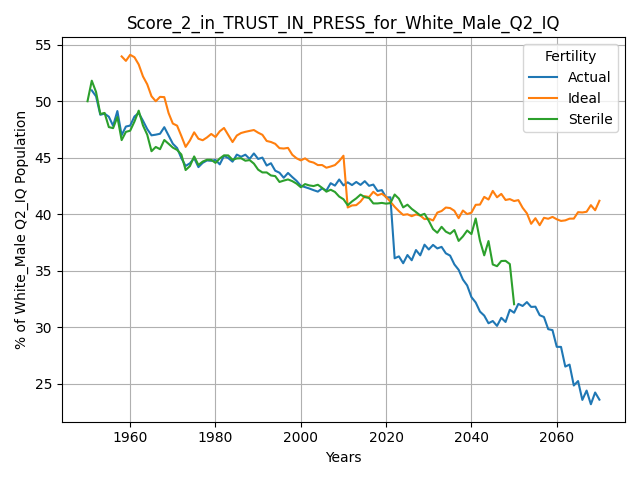 Score_2_in_TRUST_IN_PRESS_for_White_Male_Q2_IQ
% of White_Male Q2_IQ Population
55
50
45
40
35
30
25
Fertility
Actual
Ideal
Sterile
1960
1980
2000
2020
2040
2060
Years